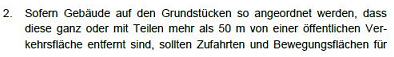 2. Sofern Gebäude auf den Grundstücken so angeordnet werden, dass
diese ganz oder mit Teilen mehr als 50 m von einer öffentlichen Ver-
kehrsfläche entfernt sind, sollten Zufahrten und Bewegungsflächen für